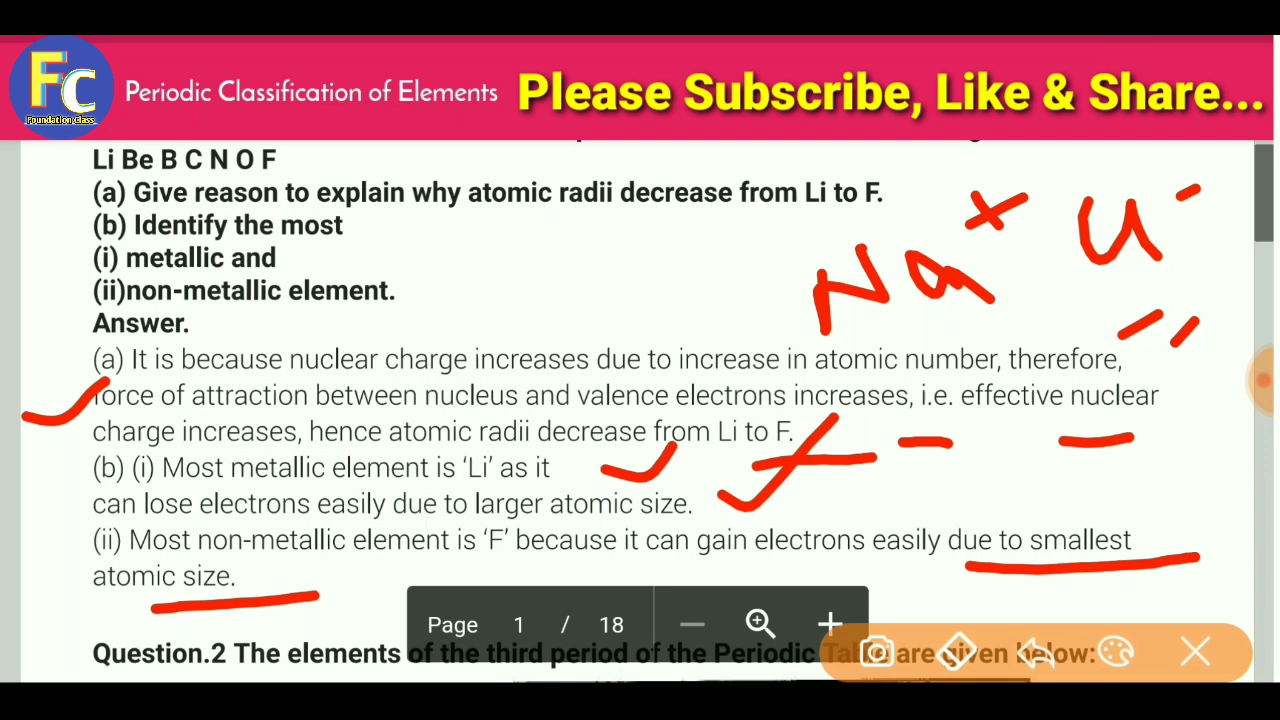 FC
Foundation Class
Periodic Classification of Elements
Please Subscribe, Like & Share...
Li Be B C N O F
(a) Give reason to explain why atomic radii decrease from Li to F.
(b) Identify the most
(i) metallic and
(ii)non-metallic element.
Answer.
(a) It is because nuclear charge increases due to increase in atomic number, therefore,
force of attraction between nucleus and valence electrons increases, i.e. effective nuclear
charge increases, hence atomic radii decrease from Li to F.
(b) (i) Most metallic element is ‘Li’ as it
can lose electrons easily due to larger atomic size.
(ii) Most non-metallic element is ‘F’ because it can gain electrons easily due to smallest
atomic size.
Na+
Page 1 / 18
Question.2 The elements of the third period of the Periodic Table are given below: